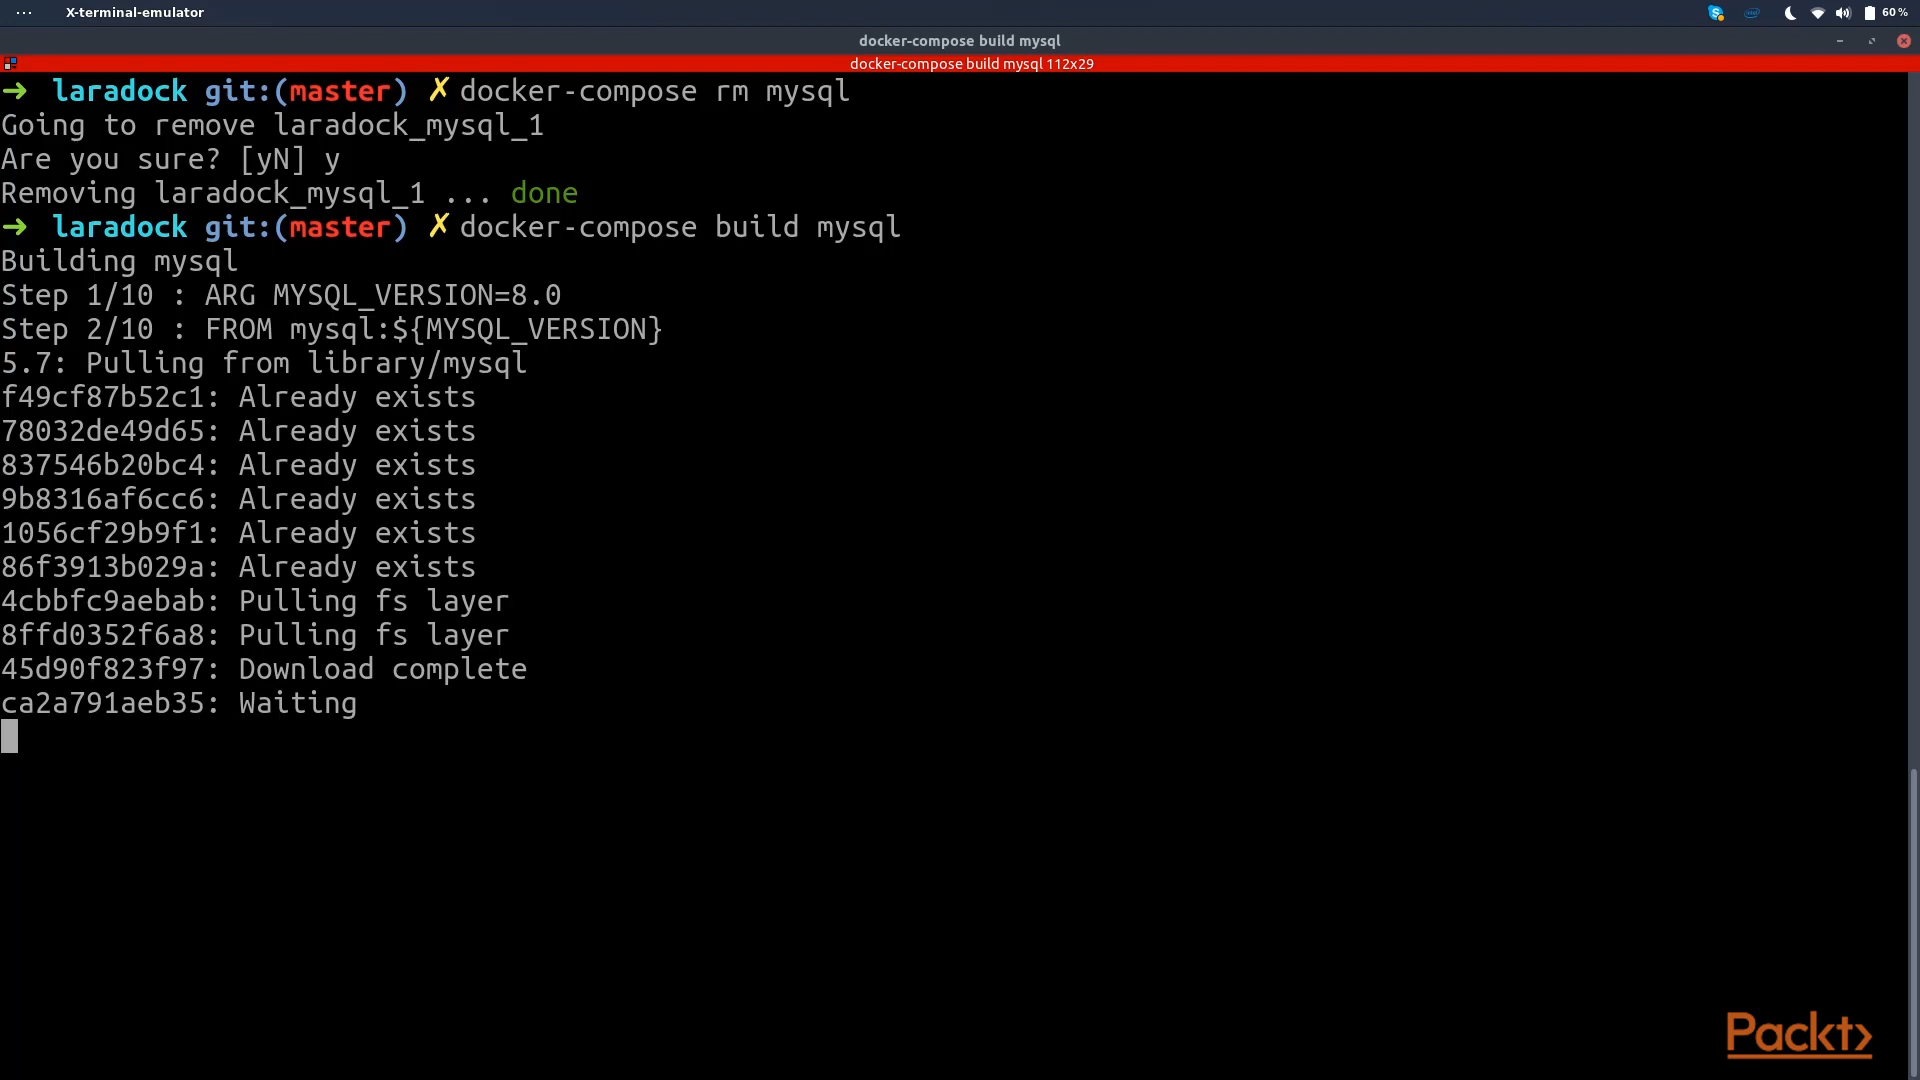 ... X-terminal-emulator 60 %
docker-compose build mysql
docker-compose build mysql 112x29
➜ laradock git:(master) ✗ docker-compose rm mysql
Going to remove laradock_mysql_1
Are you sure? [yN] y
Removing laradock_mysql_1 ... done
➜ laradock git:(master) ✗ docker-compose build mysql
Building mysql
Step 1/10 : ARG MYSQL_VERSION=8.0
Step 2/10 : FROM mysql:${MYSQL_VERSION}
5.7: Pulling from library/mysql
f49cf87b52c1: Already exists
78032de49d65: Already exists
837546b20bc4: Already exists
9b8316af6cc6: Already exists
1056cf29b9f1: Already exists
86f3913b029a: Already exists
4cbbfc9aebab: Pulling fs layer
8ffd0352f6a8: Pulling fs layer
45d90f823f97: Download complete
ca2a791aeb35: Waiting
Packt>